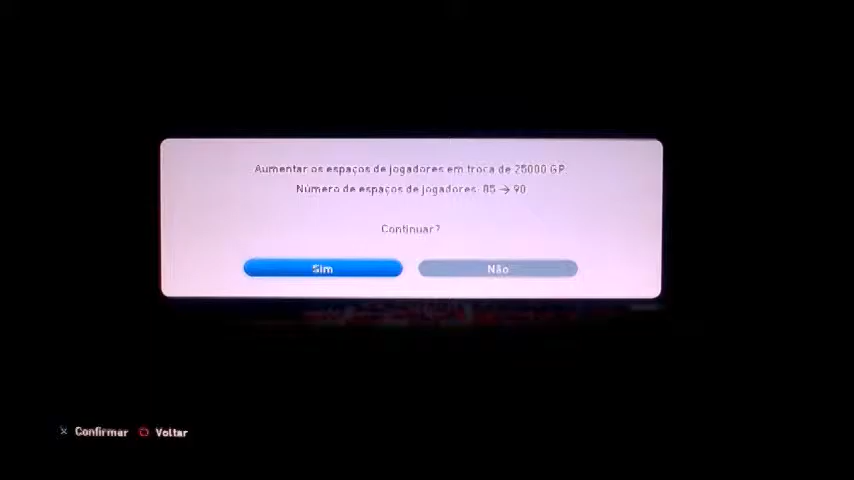 Aumentar os espaços de jogadores em troca de 25000 GP.
Número de espaços de jogadores: 85 → 90
Continuar?
Sim Não
Confirmar Voltar